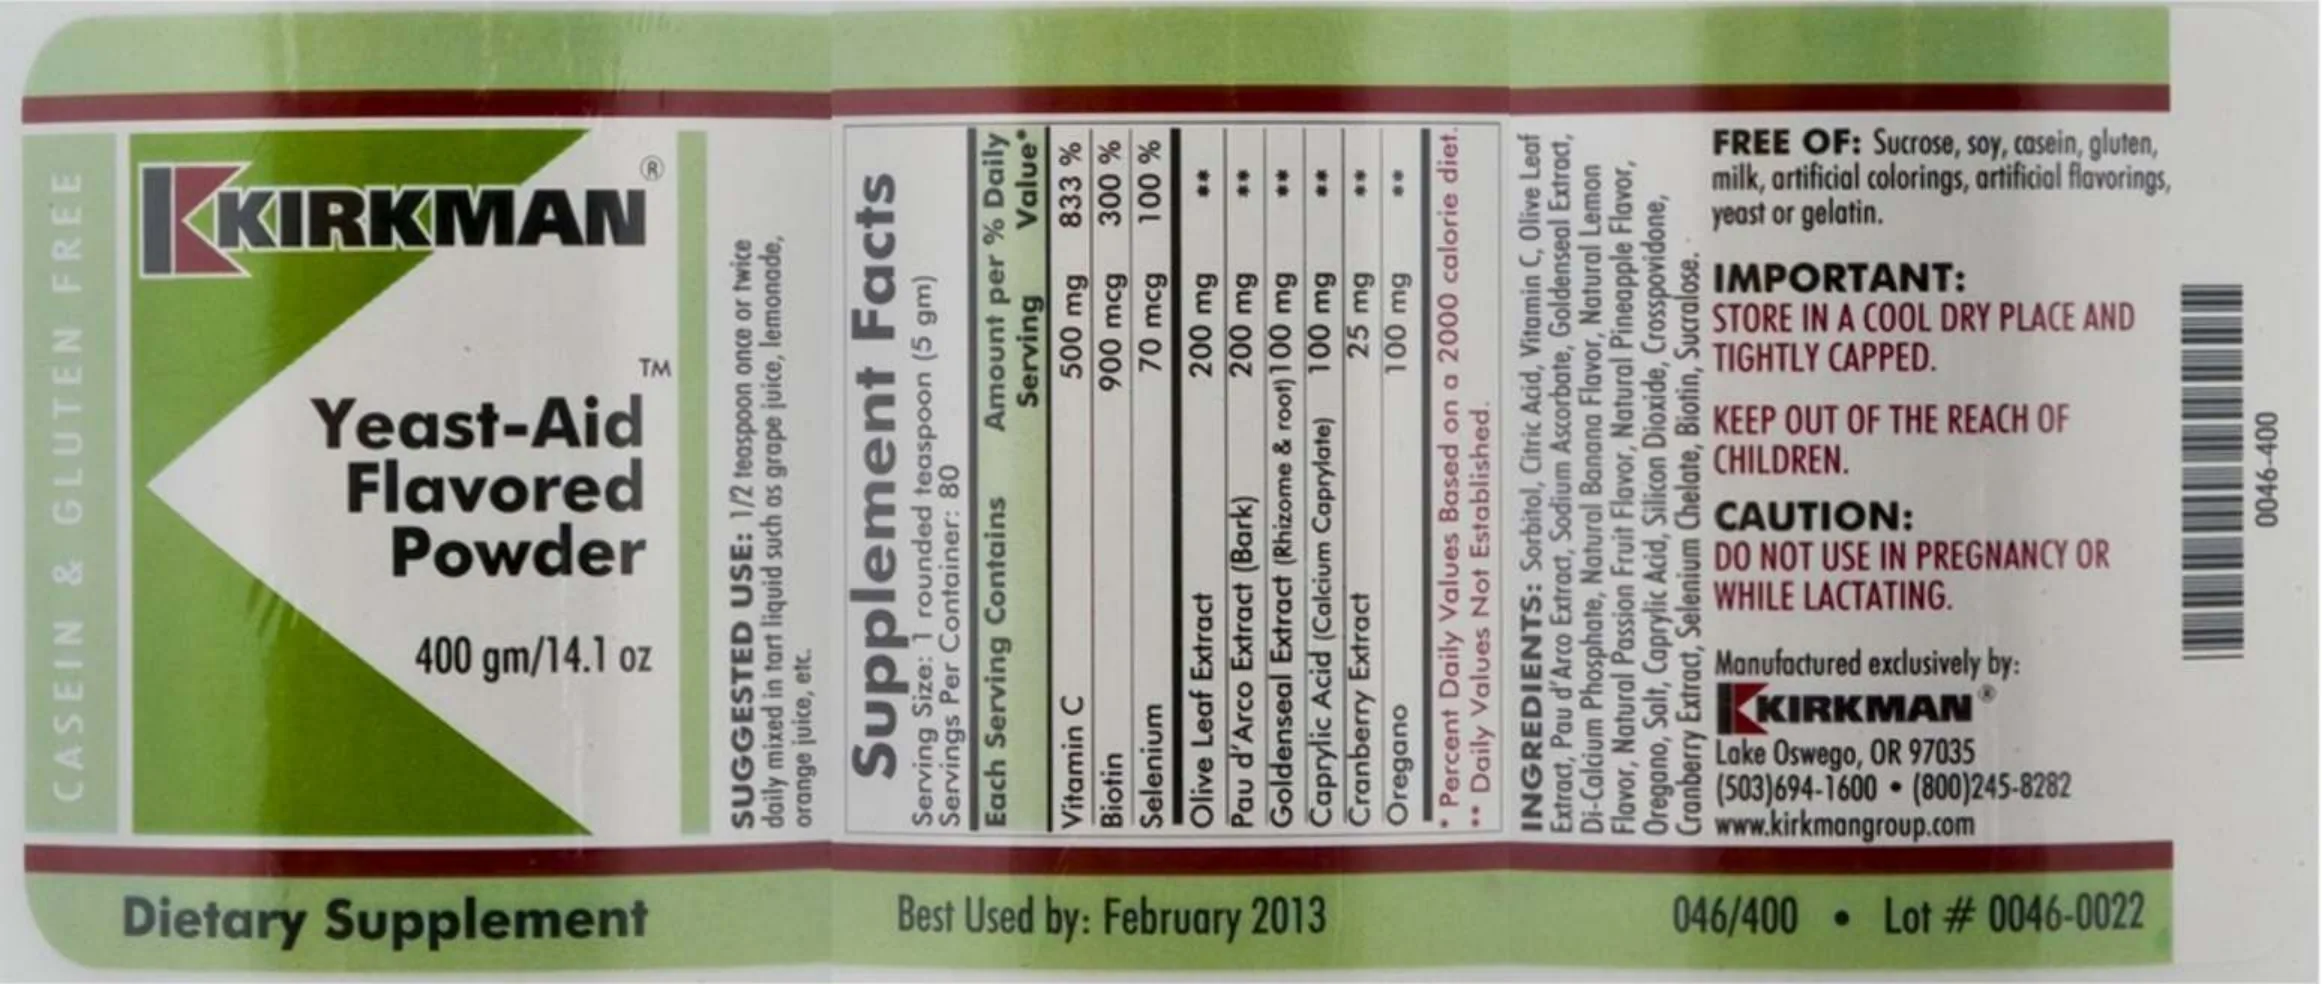 CASEIN & GLUTEN FREE
KIRKMAN®
Yeast-Aid™
Flavored
Powder
400 gm/14.1 oz
Dietary Supplement
SUGGESTED USE: 1/2 teaspoon once or twice
daily mixed in tart liquid such as grape juice, lemonade,
orange juice, etc.
Supplement Facts
Serving Size: 1 rounded teaspoon (5 gm)
Servings Per Container: 80
Each Serving Contains Amount per % Daily
Serving Value*
Vitamin C 500 mg 833 %
Biotin 900 mcg 300 %
Selenium 70 mcg 100 %
Olive Leaf Extract 200 mg **
Pau d'Arco Extract (Bark) 200 mg **
Goldenseal Extract (Rhizome & root) 100 mg **
Caprylic Acid (Calcium Caprylate) 100 mg **
Cranberry Extract 25 mg **
Oregano 100 mg **
* Percent Daily Values Based on a 2000 calorie diet.
** Daily Values Not Established.
Best Used by: February 2013
INGREDIENTS: Sorbitol, Citric Acid, Vitamin C, Olive Leaf
Extract, Pau d'Arco Extract, Sodium Ascorbate, Goldenseal Extract,
Di-Calcium Phosphate, Natural Banana Flavor, Natural Lemon
Flavor, Natural Passion Fruit Flavor, Natural Pineapple Flavor,
Oregano, Salt, Caprylic Acid, Silicon Dioxide, Crosspovidone,
Cranberry Extract, Selenium Chelate, Biotin, Sucralose.
FREE OF: Sucrose, soy, casein, gluten,
milk, artificial colorings, artificial flavorings,
yeast or gelatin.
IMPORTANT:
STORE IN A COOL DRY PLACE AND
TIGHTLY CAPPED.
KEEP OUT OF THE REACH OF
CHILDREN.
CAUTION:
DO NOT USE IN PREGNANCY OR
WHILE LACTATING.
Manufactured exclusively by:
KIRKMAN®
Lake Oswego, OR 97035
(503)694-1600 • (800)245-8282
www.kirkmangroup.com
046/400 • Lot # 0046-0022
0046-400